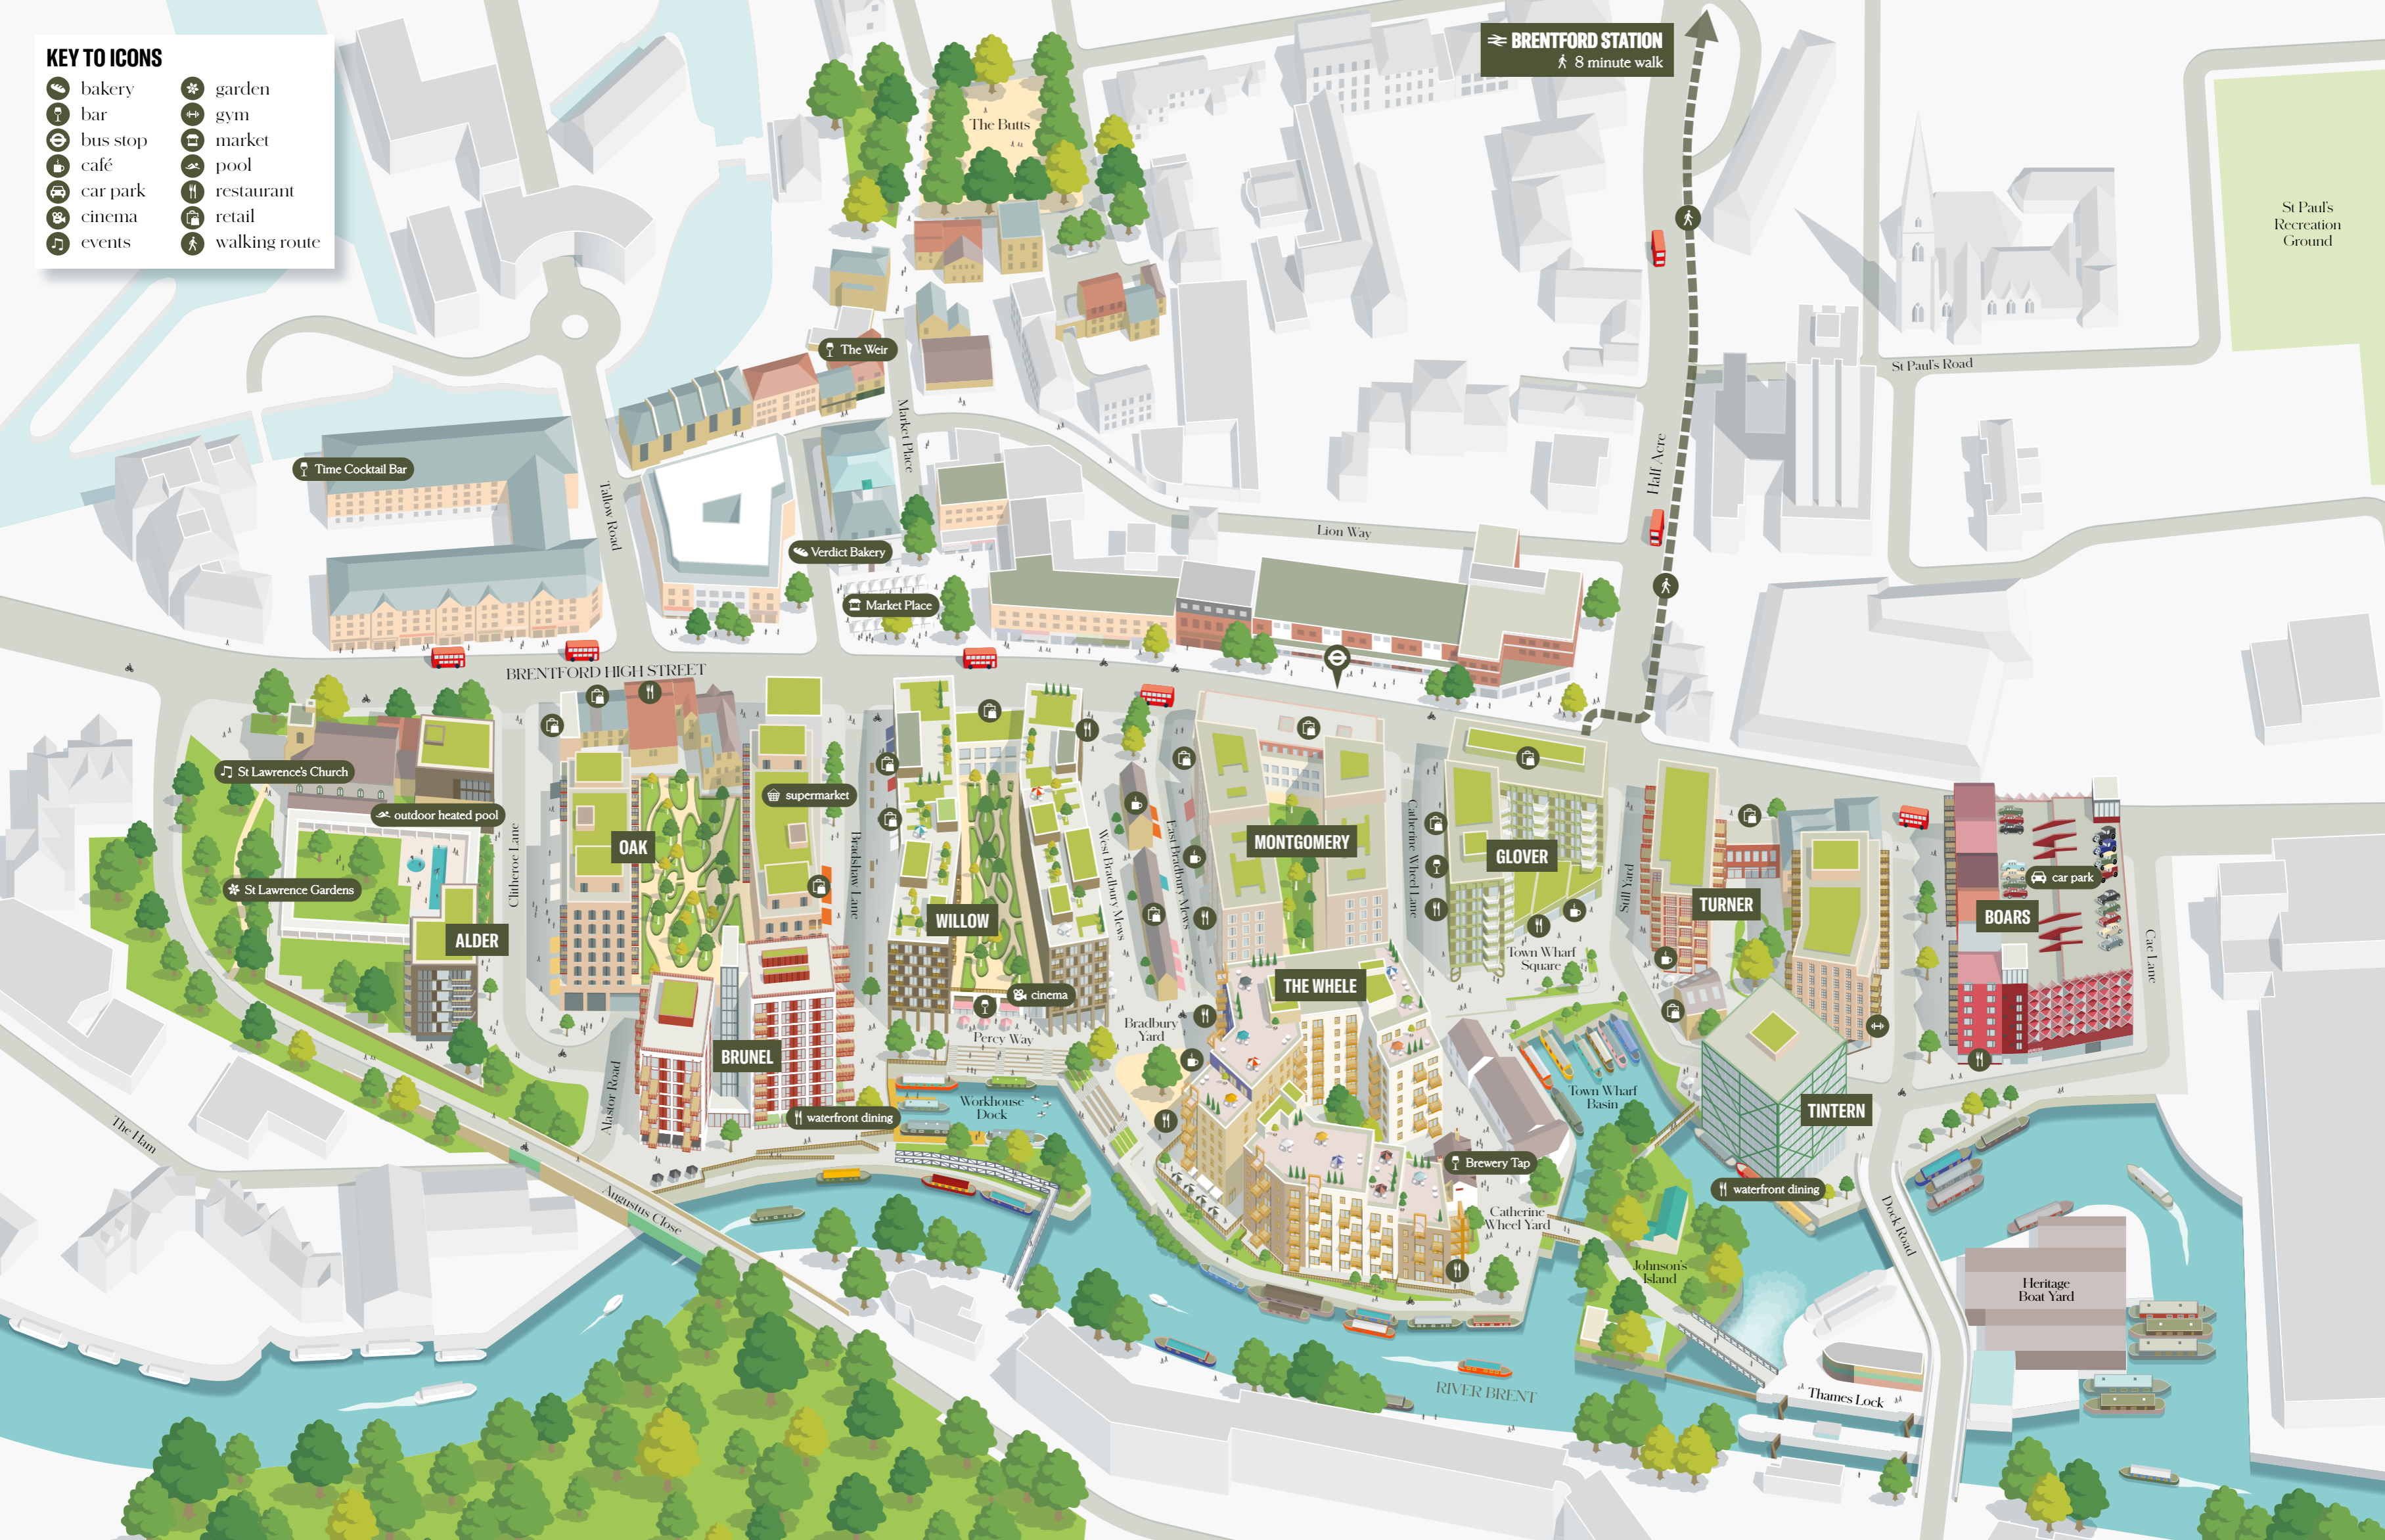 KEY TO ICONS
bakery
bar
bus stop
café
car park
cinema
events
garden
gym
market
pool
restaurant
retail
walking route
BRENTFORD STATION
8 minute walk
The Butts
St Paul's
Recreation
Ground
The Weir
St Paul's Road
Market Place
Half Acre
Time Cocktail Bar
Tallow Road
Lion Way
Verdict Bakery
Market Place
BRENTFORD HIGH STREET
St Lawrence's Church
outdoor heated pool
supermarket
OAK
MONTGOMERY
GLOVER
Clitheroe Lane
Bradshaw Lane
West Bradbury Mews
East Bradbury Mews
Catherine Wheel Lane
Still Yard
car park
St Lawrence Gardens
ALDER
WILLOW
TURNER
BOARS
Cae Lane
Town Wharf
Square
THE WHELE
cinema
Bradbury
Yard
Percy Way
BRUNEL
Alastor Road
Workhouse
Dock
Town Wharf
Basin
TINTERN
waterfront dining
The Ham
Brewery Tap
waterfront dining
Augustus Close
Catherine
Wheel Yard
Dock Road
Johnson's
Island
Heritage
Boat Yard
RIVER BRENT
Thames Lock